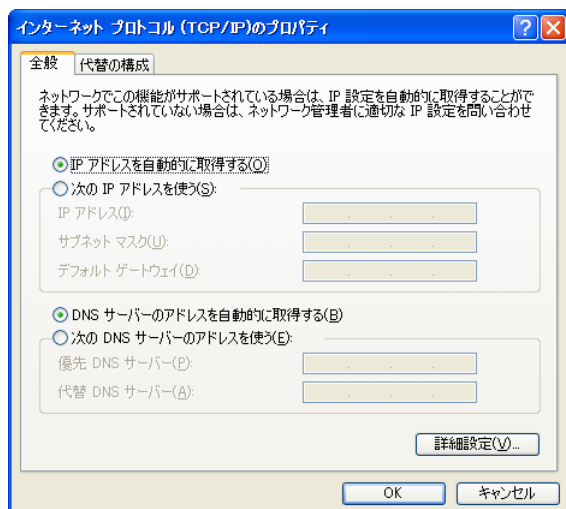 インターネット プロトコル (TCP/IP)のプロパティ
全般
代替の構成
ネットワークでこの機能がサポートされている場合は、IP 設定を自動的に取得することがで
きます。サポートされていない場合は、ネットワーク管理者に適切な IP 設定を問い合わせ
てください。
IP アドレスを自動的に取得する(O)
次の IP アドレスを使う(S):
IP アドレス(I):
サブネット マスク(U):
デフォルト ゲートウェイ(D):
DNS サーバーのアドレスを自動的に取得する(B)
次の DNS サーバーのアドレスを使う(E):
優先 DNS サーバー(P):
代替 DNS サーバー(A):
詳細設定(V)...
OK
キャンセル